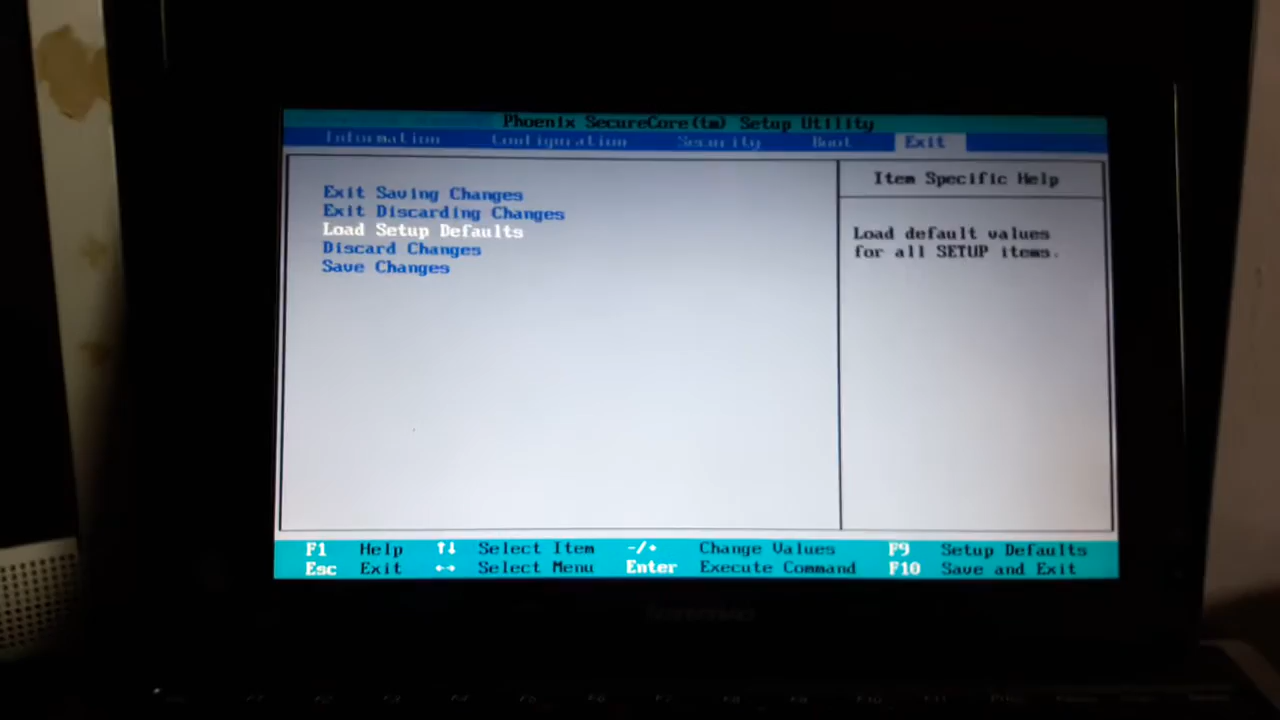 Phoenix SecureCore(tm) Setup Utility
Information Configuration Security Boot Exit
Item Specific Help
Exit Saving Changes
Exit Discarding Changes
Load Setup Defaults
Discard Changes
Save Changes
Load default values
for all SETUP items.
F1 Help ↑↓ Select Item -/+ Change Values F9 Setup Defaults
Esc Exit ←→ Select Menu Enter Execute Command F10 Save and Exit